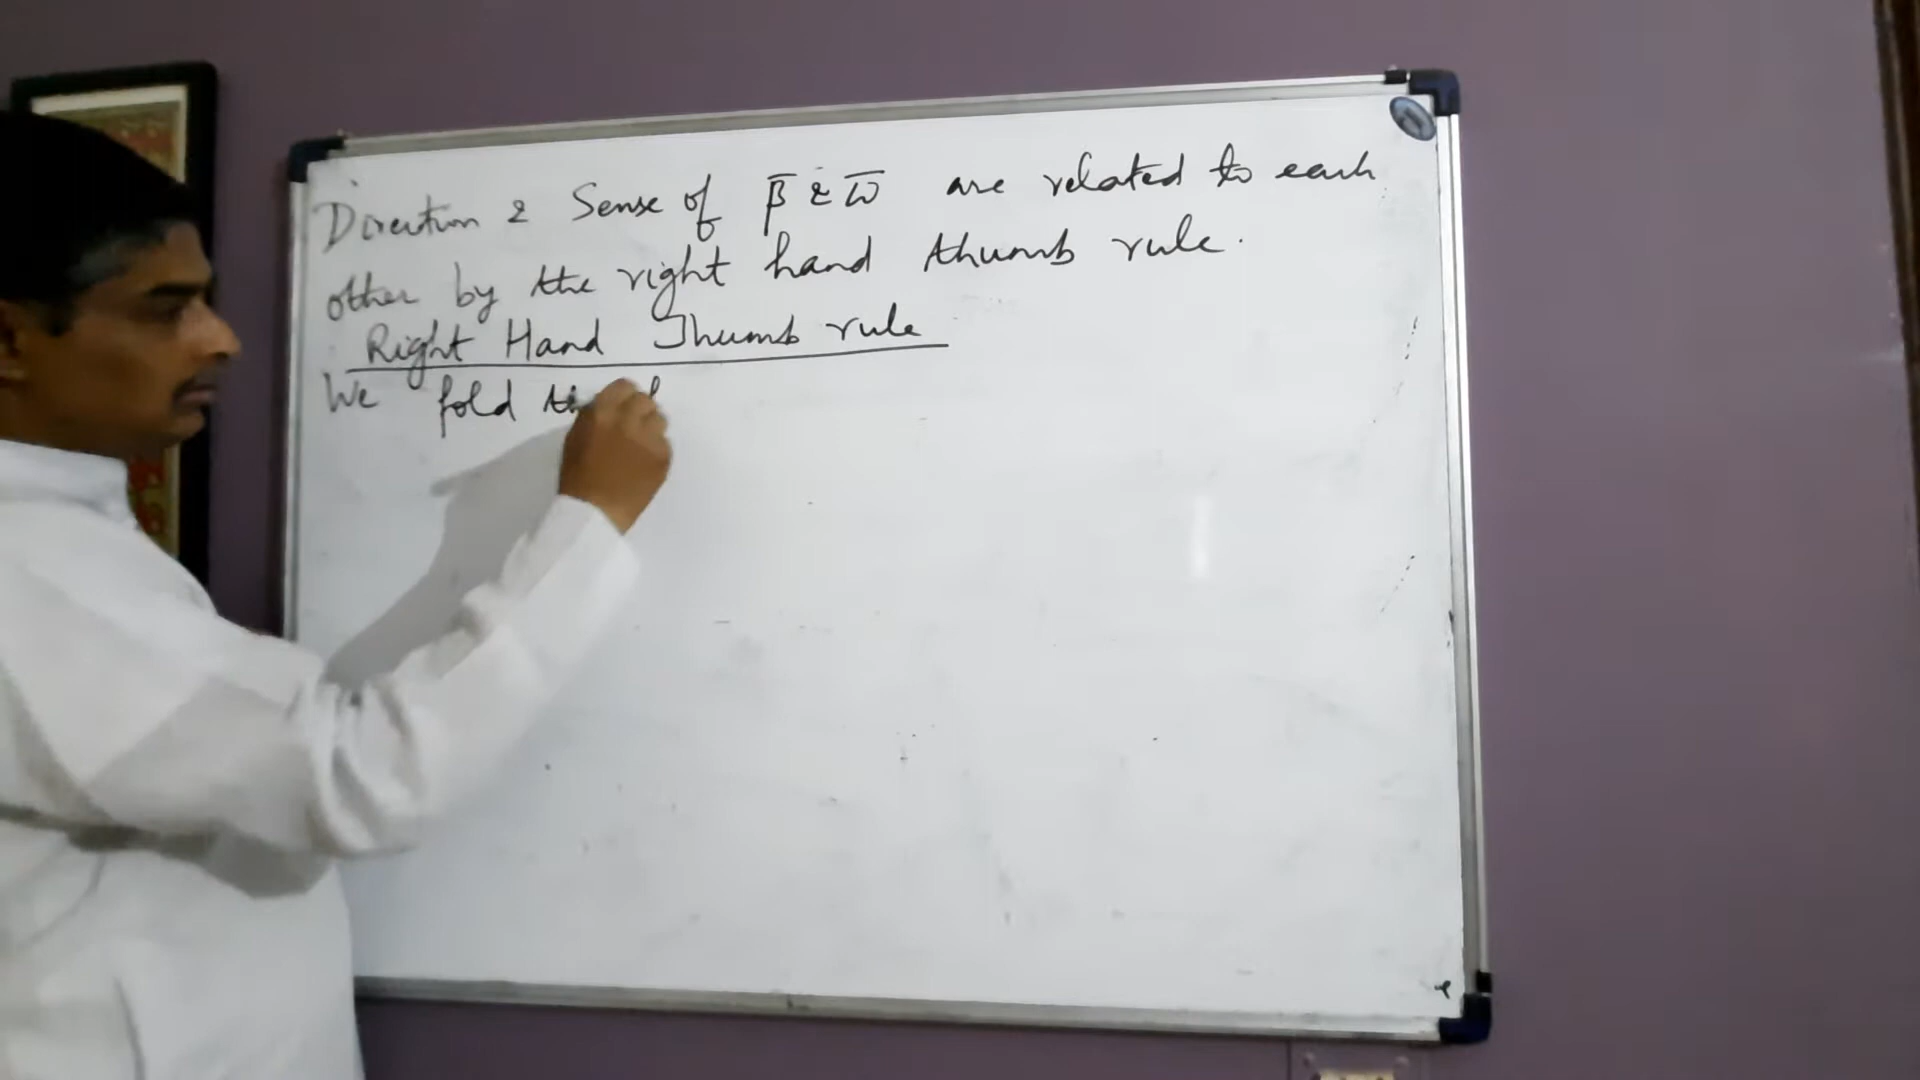 Direction & Sense of β̄ & ω̄ are related to each
other by the right hand thumb rule.
Right Hand Thumb rule
We fold